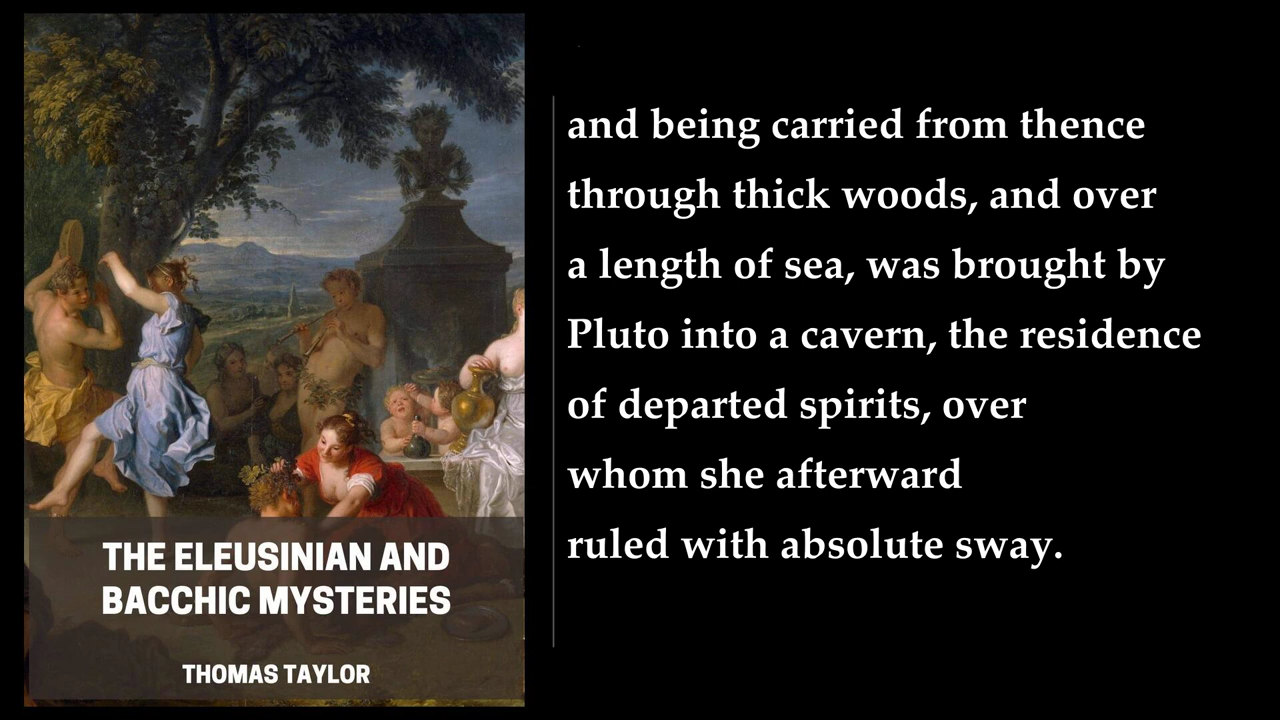 and being carried from thence
through thick woods, and over
a length of sea, was brought by
Pluto into a cavern, the residence
of departed spirits, over
whom she afterward
ruled with absolute sway.
THE ELEUSINIAN AND
BACCHIC MYSTERIES
THOMAS TAYLOR